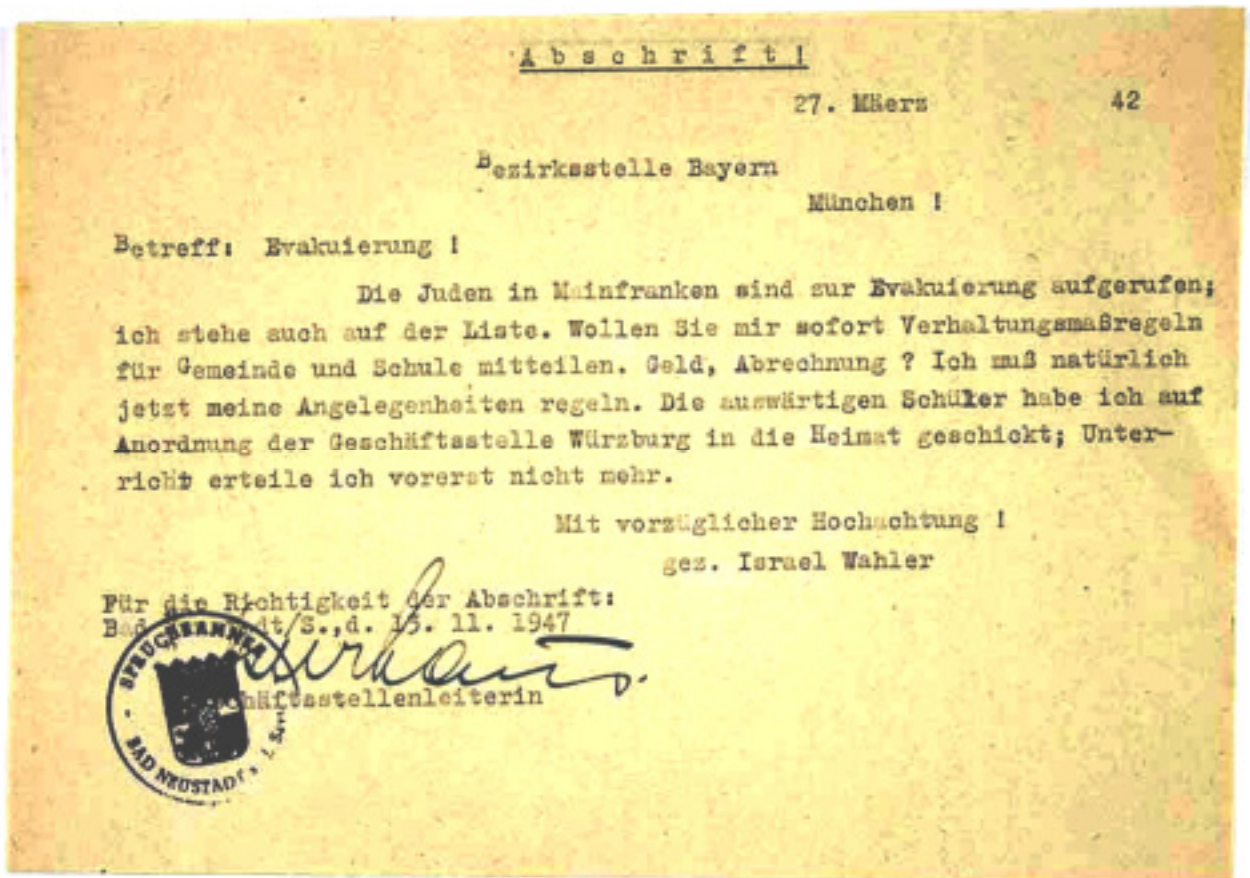 Abschrift!
27. Mäerz 42
Bezirksstelle Bayern
München !
Betreff: Evakuierung !
Die Juden in Mainfranken sind zur Evakuierung aufgerufen;
ich stehe auch auf der Liste. Wollen Sie mir sofort Verhaltungsmaßregeln
für Gemeinde und Schule mitteilen. Geld, Abrechnung ? Ich muß natürlich
jetzt meine Angelegenheiten regeln. Die auswärtigen Schüler habe ich auf
Anordnung der Geschäftsstelle Würzburg in die Heimat geschickt; Unter-
richt erteile ich vorerst nicht mehr.
Mit vorzüglicher Hochachtung !
gez. Israel Wahler
Für die Richtigkeit der Abschrift:
Bad S.,d. 13. 11. 1947
Geschäftsstellenleiterin
SPRUCHKAMMER
BAD NEUSTADT